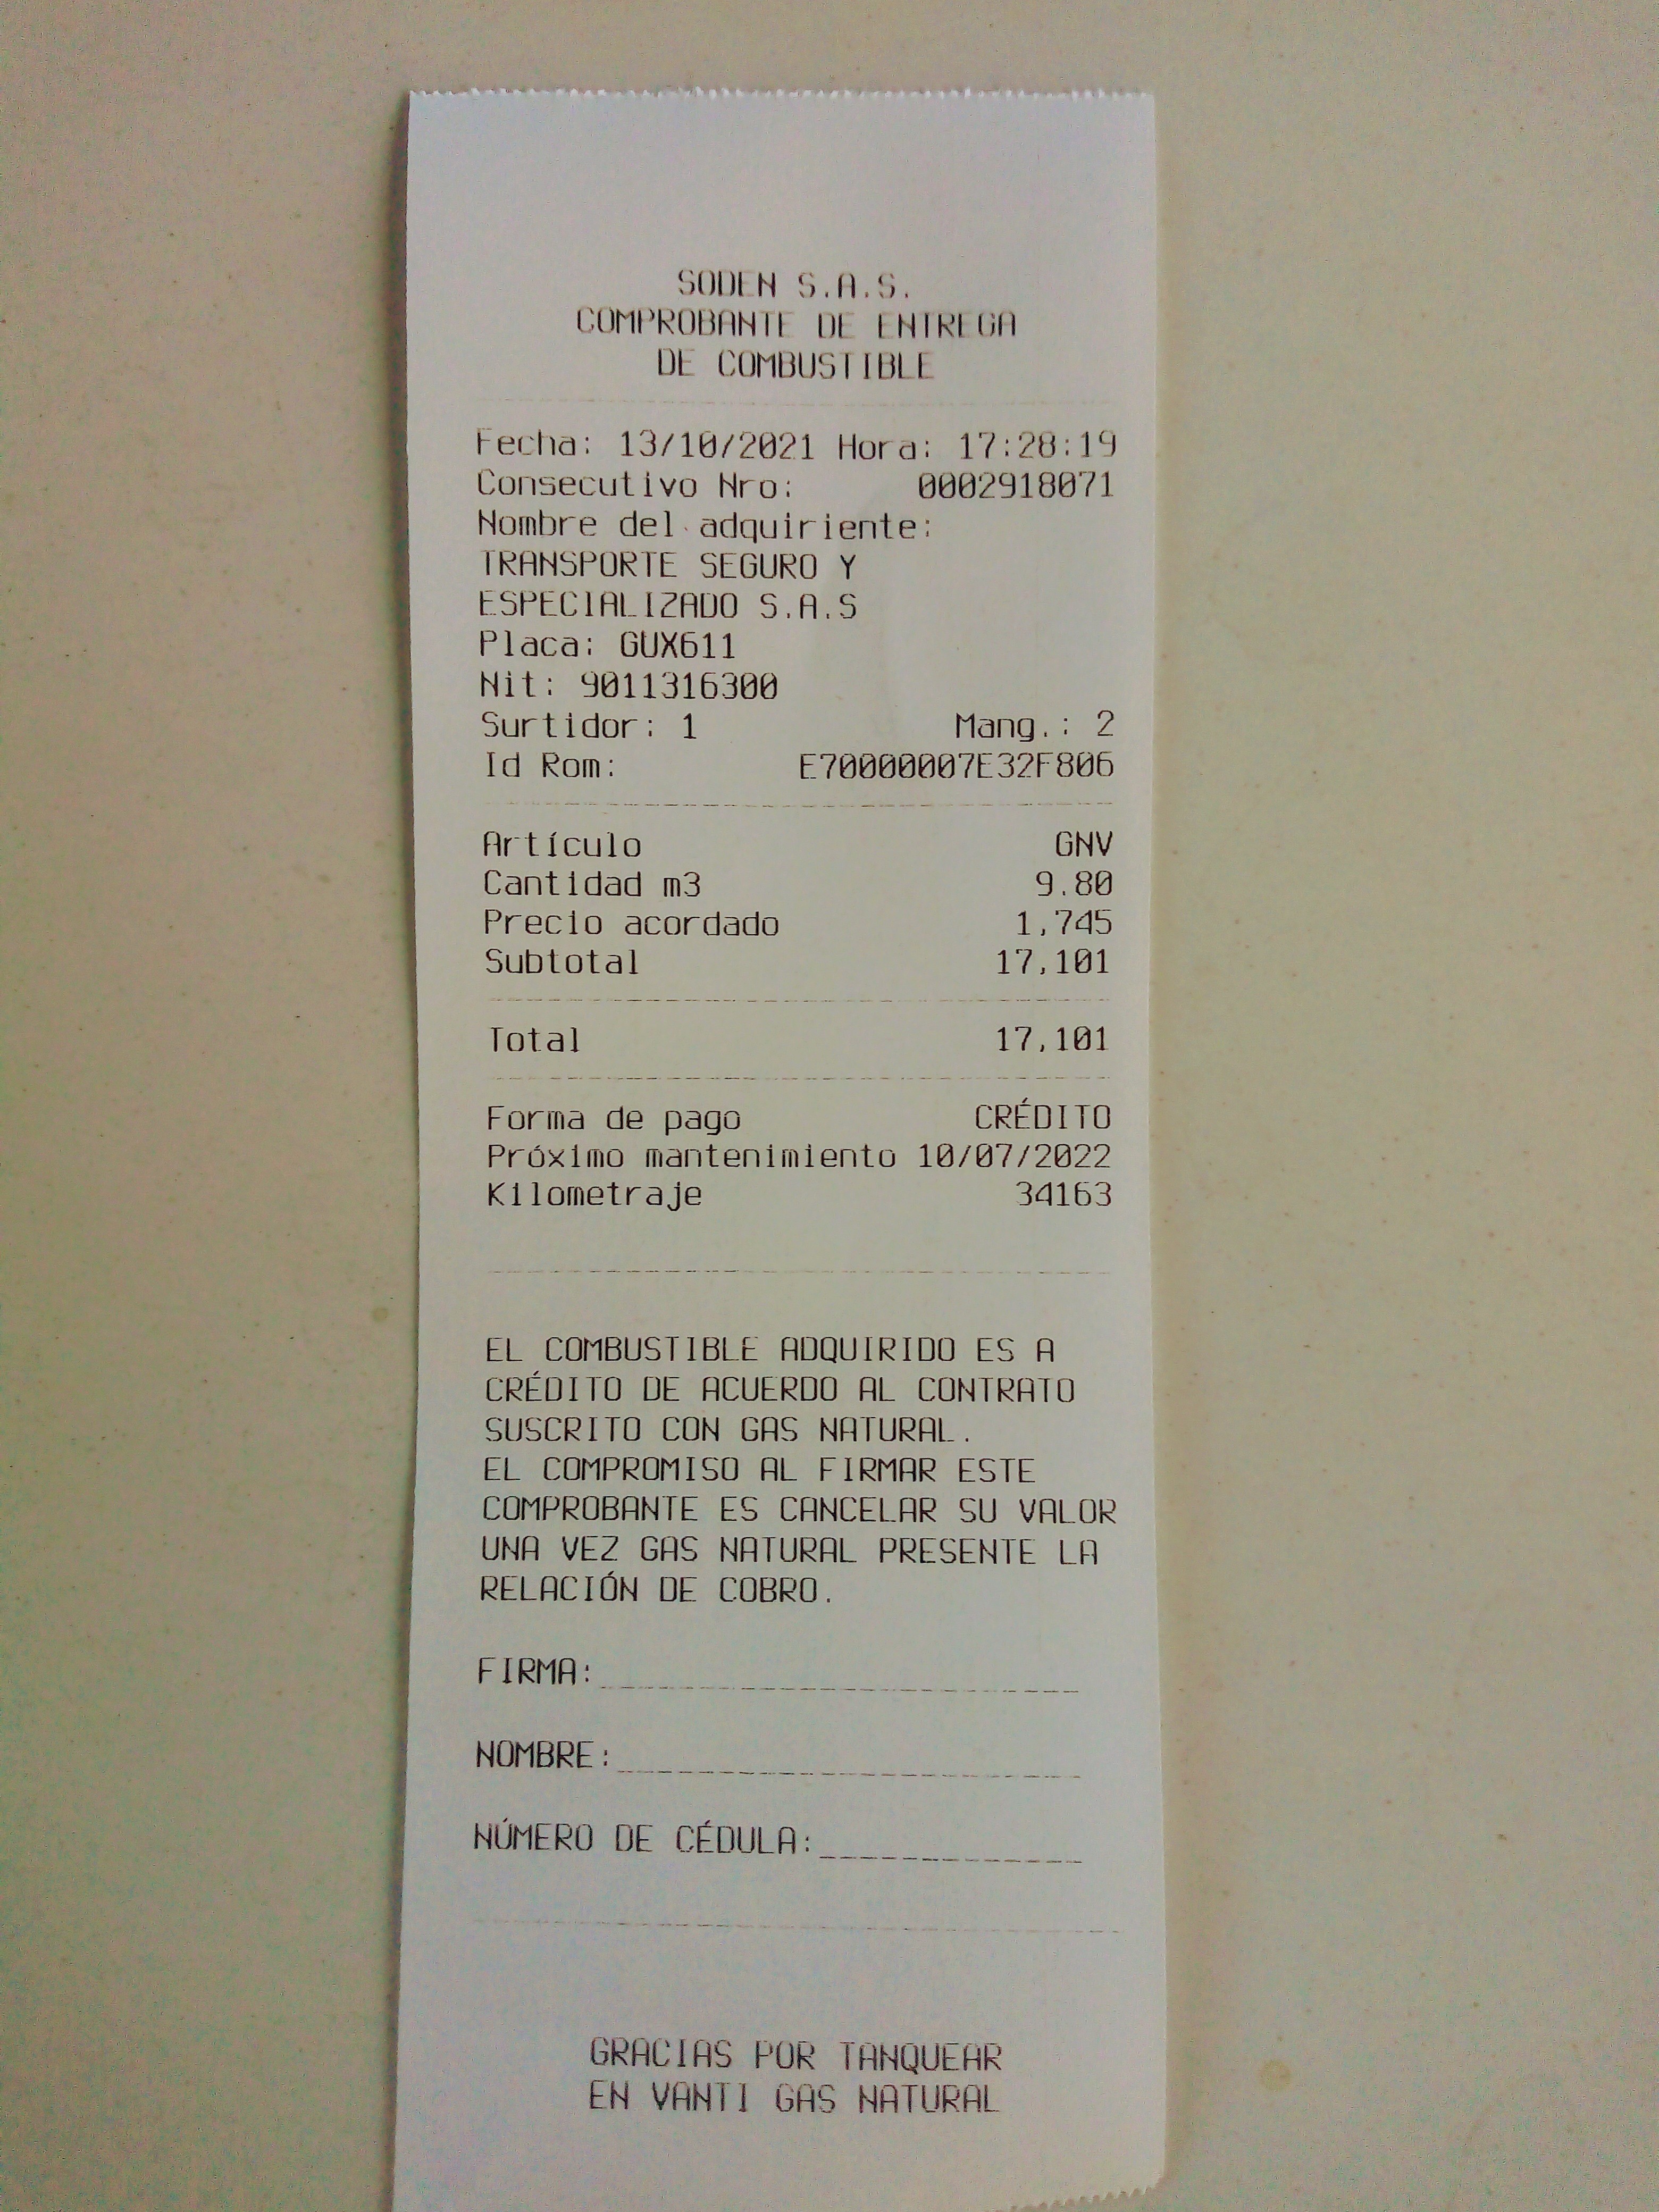 SODEN S.A.S.
COMPROBANTE DE ENTREGA
DE COMBUSTIBLE
Fecha: 13/10/2021 Hora: 17:28:19
Consecutivo Nro: 0002918071
Nombre del adquiriente:
TRANSPORTE SEGURO Y
ESPECIALIZADO S.A.S
Placa: GUX611
Nit: 9011316300
Surtidor: 1 Mang.: 2
Id Rom: E70000007E32F806
Artículo GNV
Cantidad m3 9.80
Precio acordado 1,745
Subtotal 17,101
Total 17,101
Forma de pago CRÉDITO
Próximo mantenimiento 10/07/2022
Kilometraje 34163
EL COMBUSTIBLE ADQUIRIDO ES A
CRÉDITO DE ACUERDO AL CONTRATO
SUSCRITO CON GAS NATURAL.
EL COMPROMISO AL FIRMAR ESTE
COMPROBANTE ES CANCELAR SU VALOR
UNA VEZ GAS NATURAL PRESENTE LA
RELACIÓN DE COBRO.
FIRMA:
NOMBRE:
NÚMERO DE CÉDULA:
GRACIAS POR TANQUEAR
EN VANTI GAS NATURAL